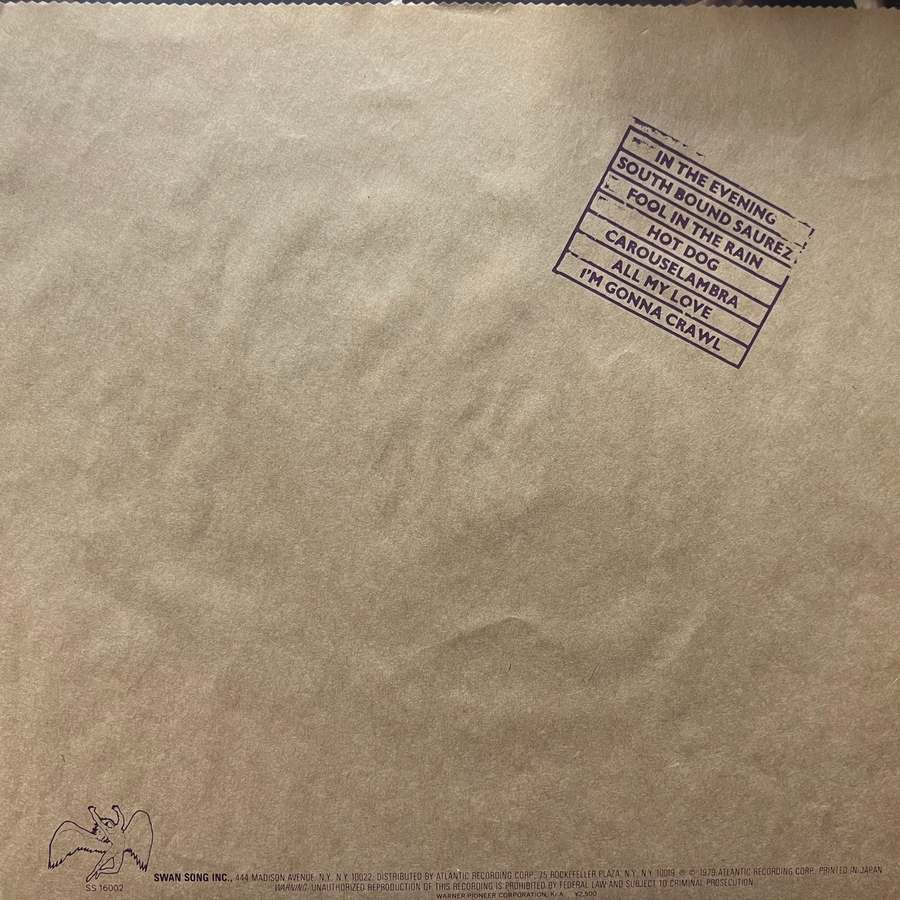 IN THE EVENING
SOUTH BOUND SAUREZ
FOOL IN THE RAIN
HOT DOG
CAROUSELAMBRA
ALL MY LOVE
I'M GONNA CRAWL
SS 16002
SWAN SONG INC., 444 MADISON AVENUE, N.Y. N.Y. 10022. DISTRIBUTED BY ATLANTIC RECORDING CORP., 75 ROCKEFELLER PLAZA, N.Y., N.Y. 10019. ℗ © 1979 ATLANTIC RECORDING CORP. PRINTED IN JAPAN
WARNING: UNAUTHORIZED REPRODUCTION OF THIS RECORDING IS PROHIBITED BY FEDERAL LAW AND SUBJECT TO CRIMINAL PROSECUTION.
WARNER-PIONEER CORPORATION, K/A ¥2,500